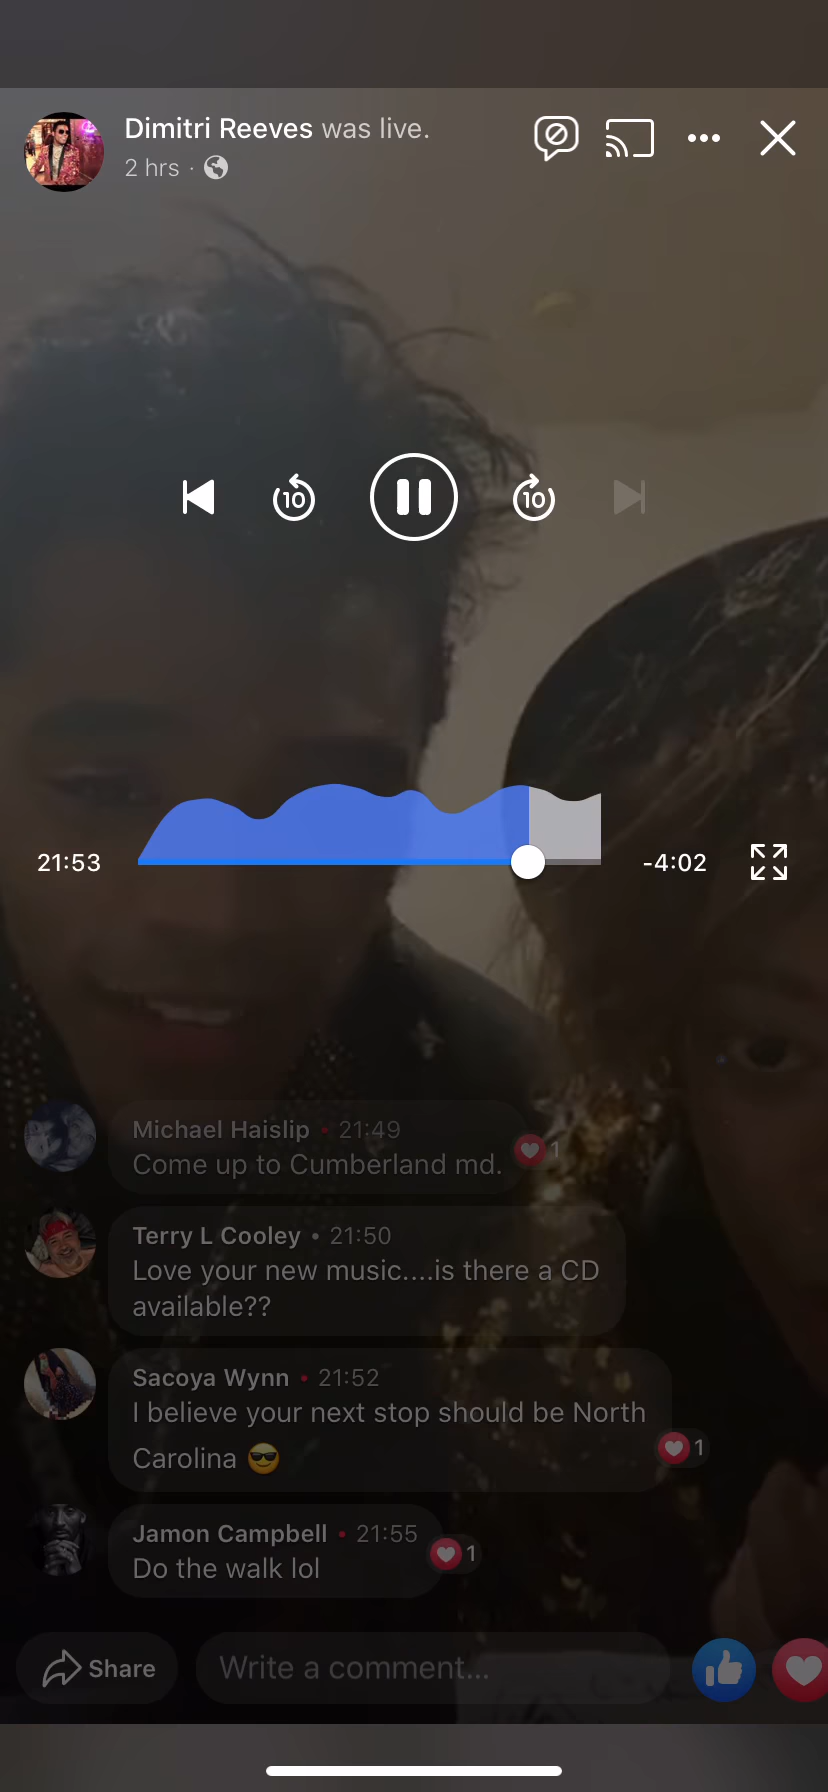 Dimitri Reeves was live.
2 hrs ·
10
10
21:53
-4:02
Michael Haislip • 21:49
Come up to Cumberland md.
1
Terry L Cooley • 21:50
Love your new music....is there a CD
available??
Sacoya Wynn • 21:52
I believe your next stop should be North
Carolina 😎
1
Jamon Campbell • 21:55
Do the walk lol
1
Share
Write a comment...